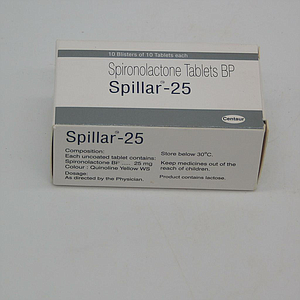 10 Blisters of 10 Tablets each
Spironolactone Tablets BP
Spillar®-25
Centaur
Spillar®-25
Composition:
Each uncoated tablet contains:
Spironolactone BP ...... 25 mg
Colour : Quinoline Yellow WS
Dosage:
As directed by the Physician.
Store below 30°C.
Keep medicines out of the
reach of children.
Product contains lactose.